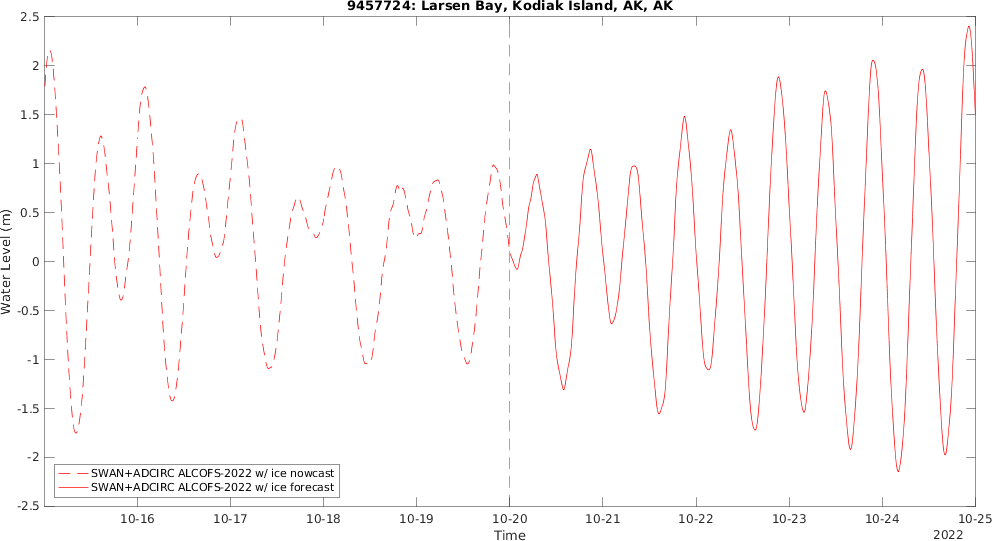 9457724: Larsen Bay, Kodiak Island, AK, AK
Water Level (m)
2.5
2
1.5
1
0.5
0
-0.5
-1
-1.5
-2
-2.5
SWAN+ADCIRC ALCOFS-2022 w/ ice nowcast
SWAN+ADCIRC ALCOFS-2022 w/ ice forecast
10-16 10-17 10-18 10-19 10-20 10-21 10-22 10-23 10-24 10-25
Time
2022